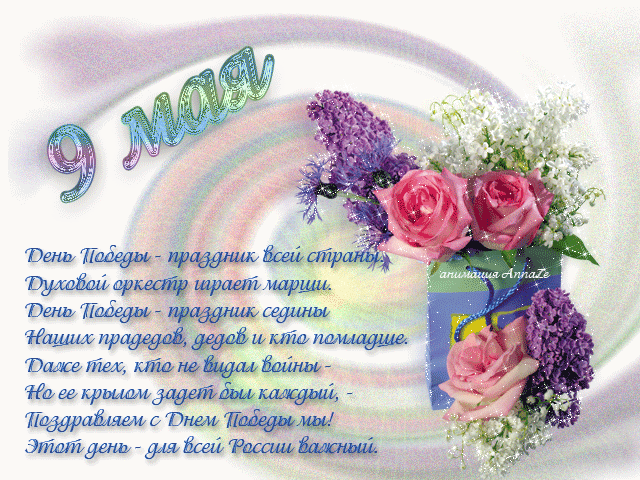 9 мая
анимация AnnaZe
День Победы - праздник всей страны.
Духовой оркестр играет марши.
День Победы - праздник седины
Наших прадедов, дедов и кто помладше.
Даже тех, кто не видал войны -
Но ее крылом задет был каждый, -
Поздравляем с Днем Победы мы!
Этот день - для всей России важный.